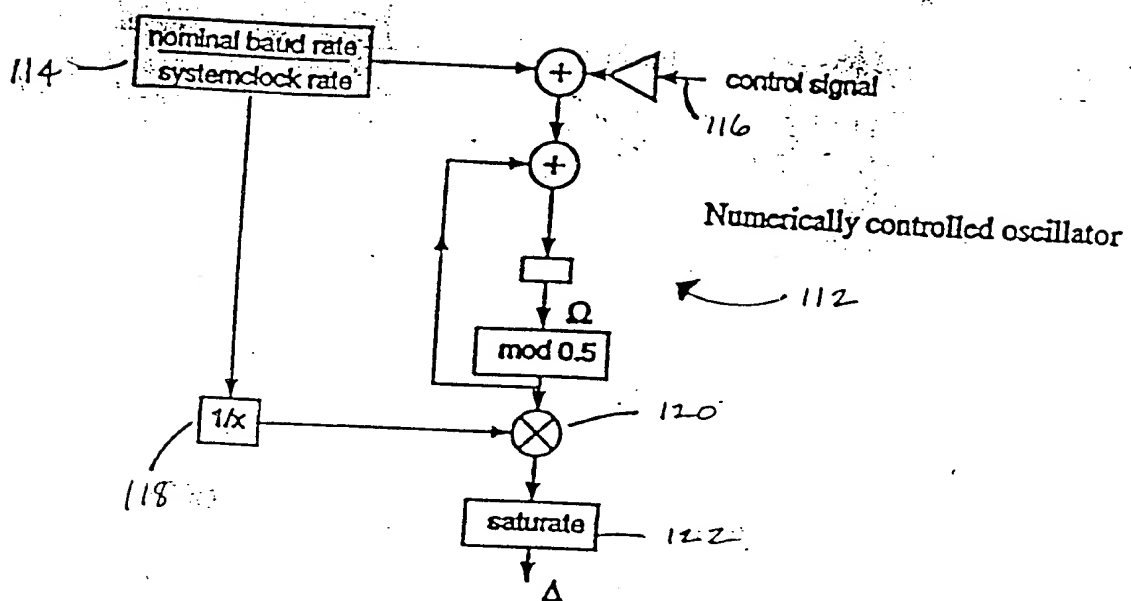 nominal baud rate
systemclock rate
114
+
control signal
116
+
Numerically controlled oscillator
112
Ω
mod 0.5
120
1/x
118
saturate
122
Δ